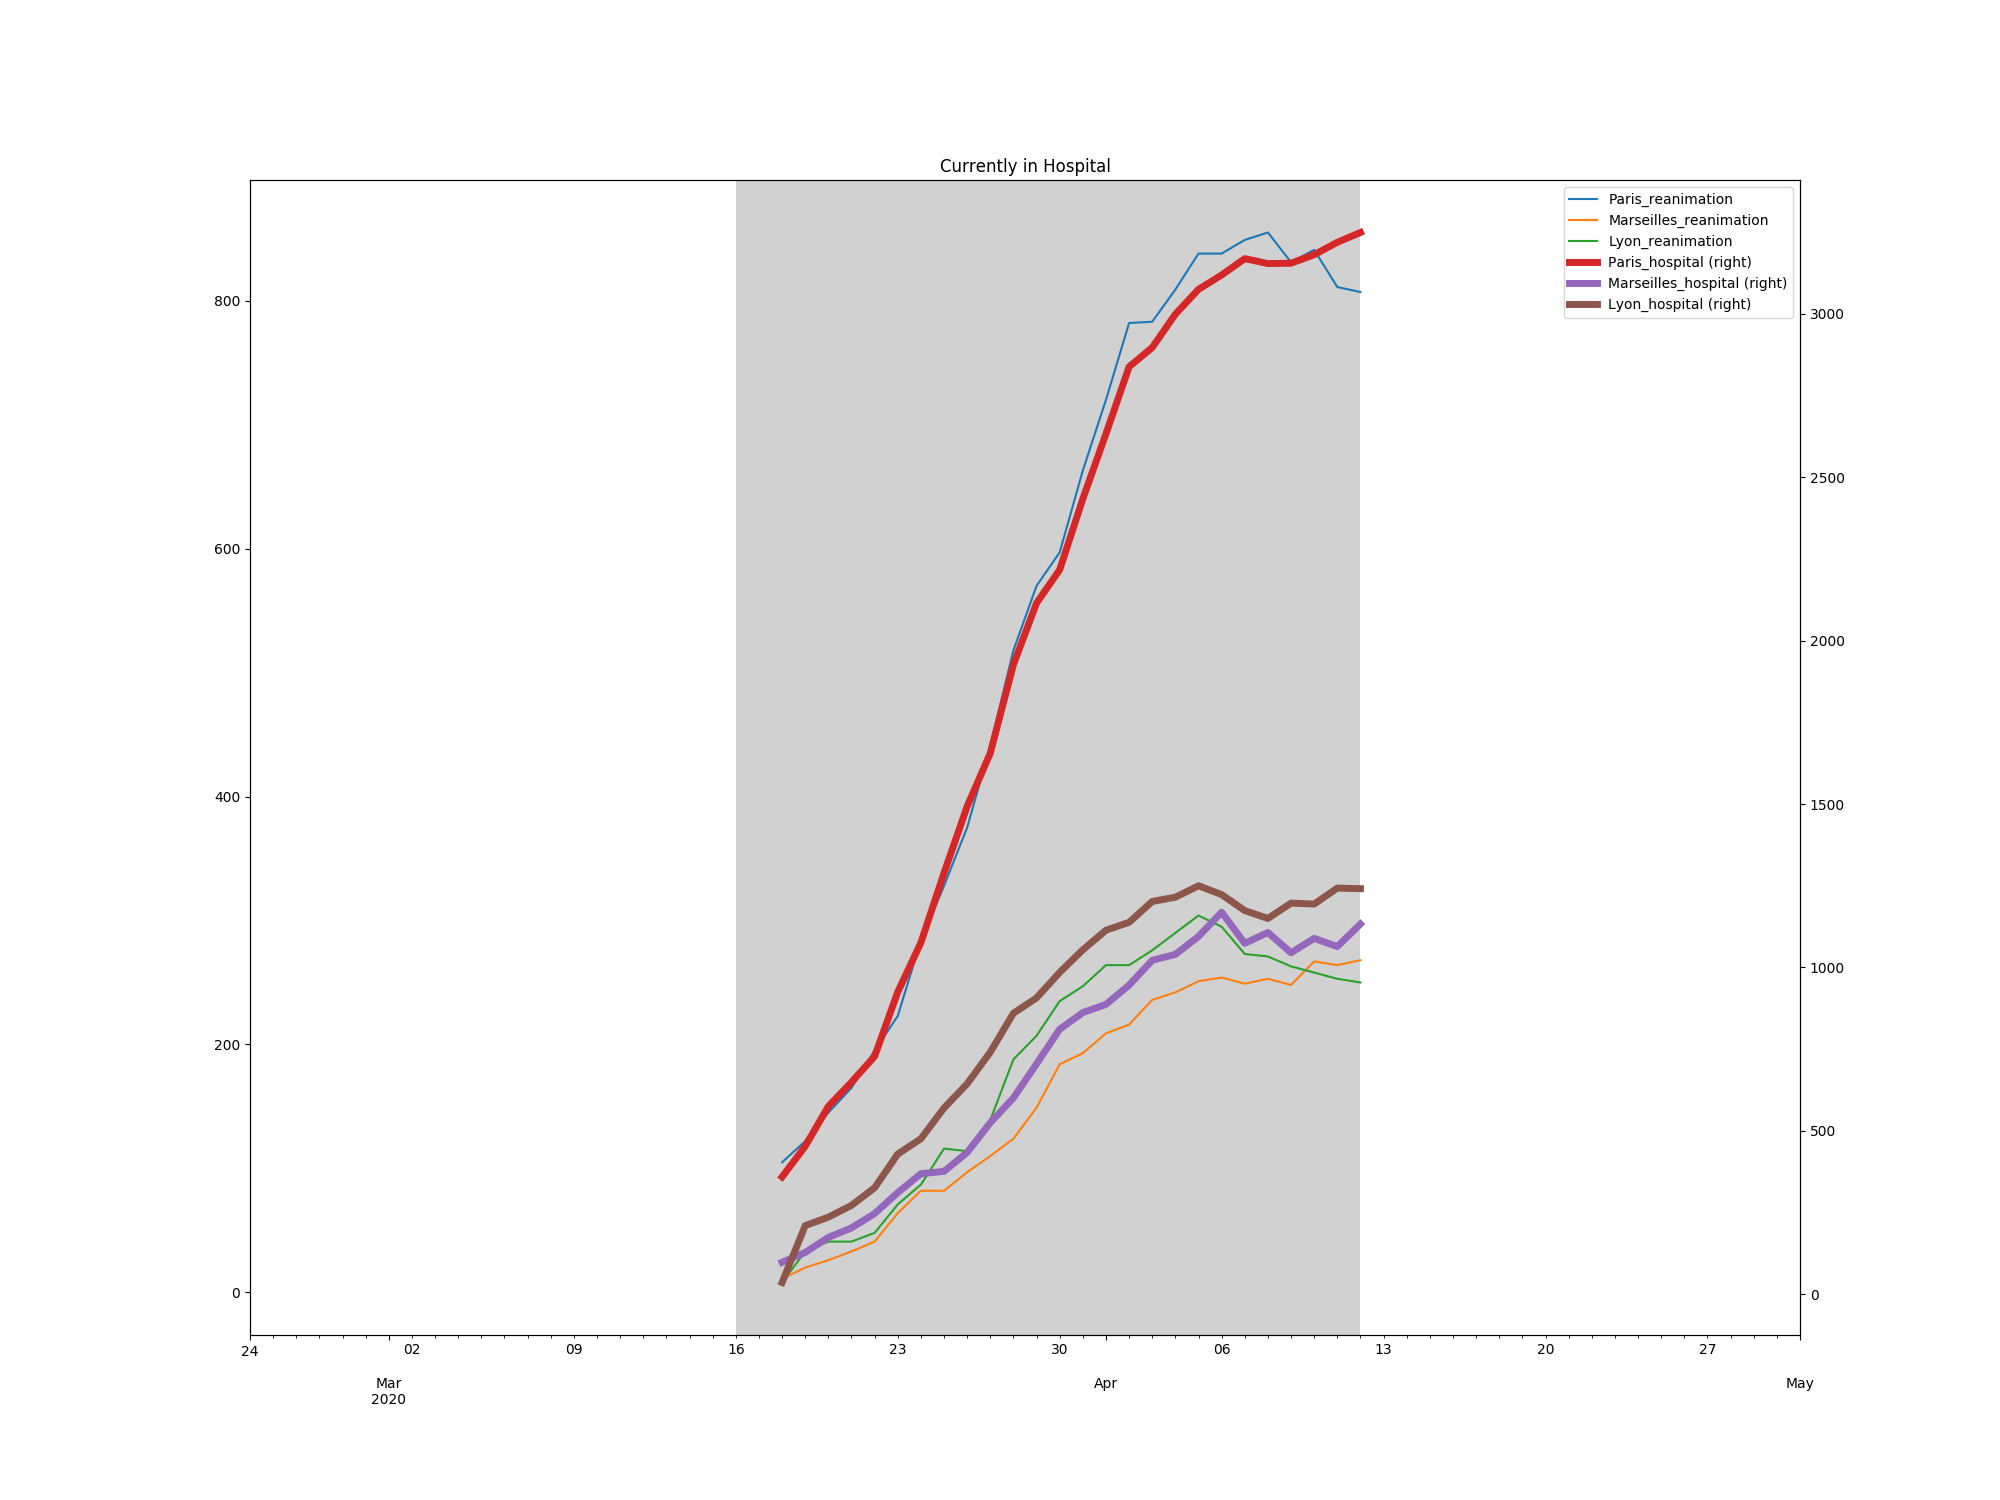 Currently in Hospital
Paris_reanimation
Marseilles_reanimation
Lyon_reanimation
Paris_hospital (right)
Marseilles_hospital (right)
Lyon_hospital (right)
800
600
400
200
0
3000
2500
2000
1500
1000
500
0
24 02 09 16 23 30 06 13 20 27
Mar Apr May
2020